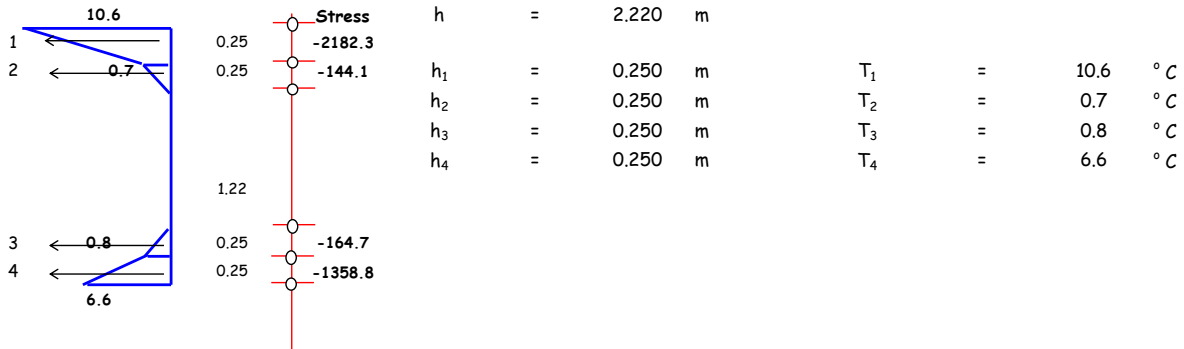 10.6 Stress h = 2.220 m
1 0.25 -2182.3
2 0.7 0.25 -144.1 h₁ = 0.250 m T₁ = 10.6 °C
h₂ = 0.250 m T₂ = 0.7 °C
h₃ = 0.250 m T₃ = 0.8 °C
h₄ = 0.250 m T₄ = 6.6 °C
1.22
3 0.8 0.25 -164.7
4 0.25 -1358.8
6.6